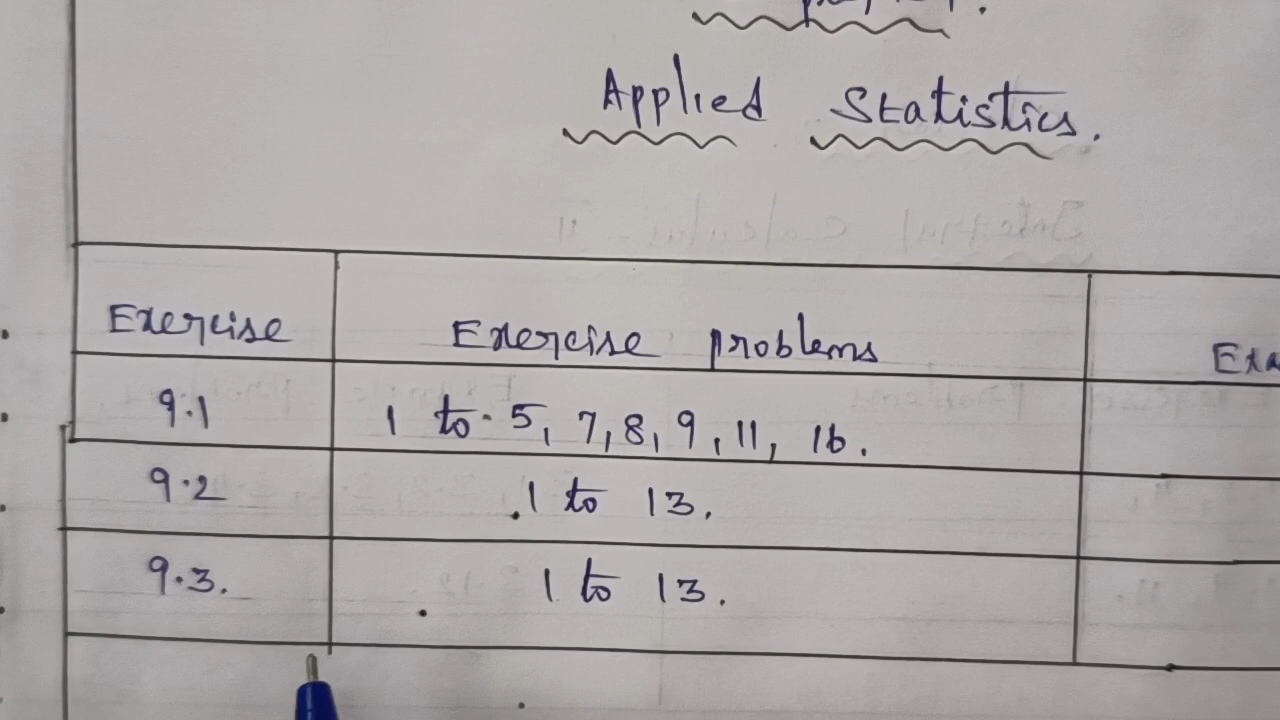 Applied Statistics.
Exercise Exercise problems
9.1 1 to 5, 7, 8, 9, 11, 16.
9.2 1 to 13.
9.3. 1 to 13.